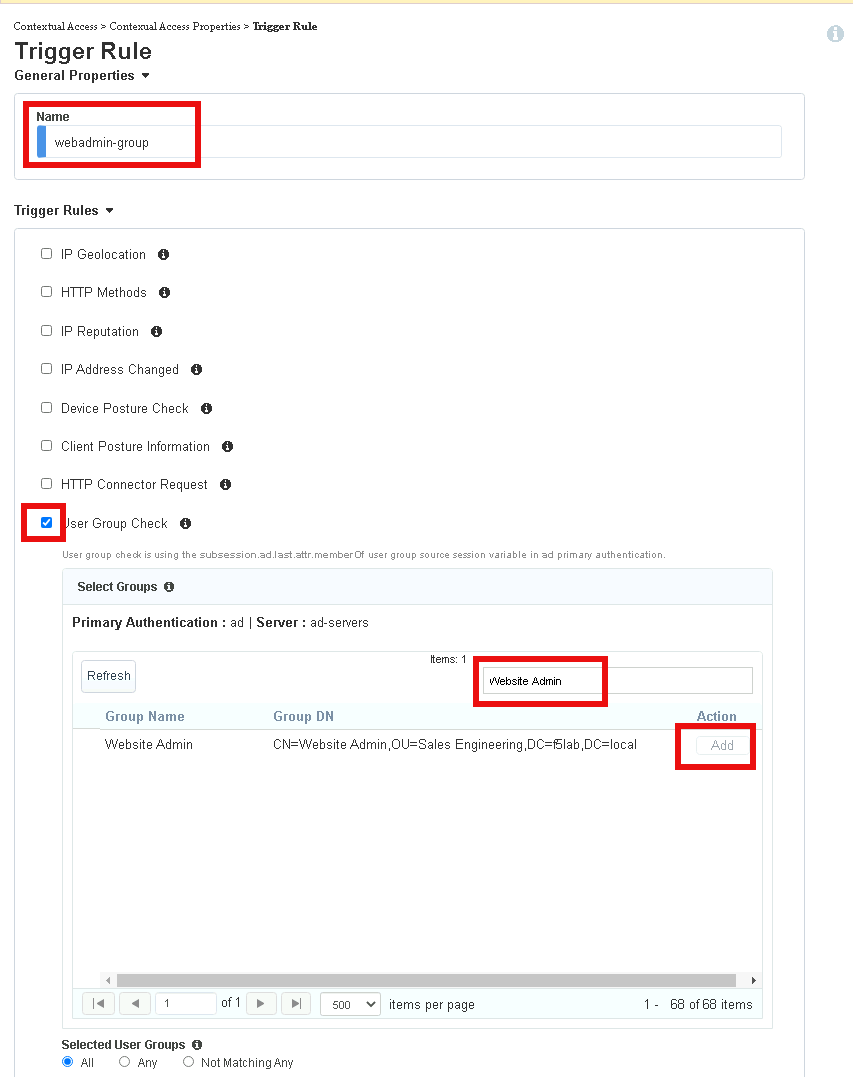 Contextual Access > Contexual Access Properties > Trigger Rule
Trigger Rule
General Properties
Name
webadmin-group
Trigger Rules
IP Geolocation
HTTP Methods
IP Reputation
IP Address Changed
Device Posture Check
Client Posture Information
HTTP Connector Request
User Group Check
User group check is using the subsession.ad.last.attr.memberOf user group source session variable in ad primary authentication.
Select Groups
Primary Authentication : ad | Server : ad-servers
Items: 1
Refresh
Website Admin
Group Name Group DN Action
Website Admin CN=Website Admin,OU=Sales Engineering,DC=f5lab,DC=local Add
1 of 1 500 items per page 1 - 68 of 68 items
Selected User Groups
All Any Not Matching Any